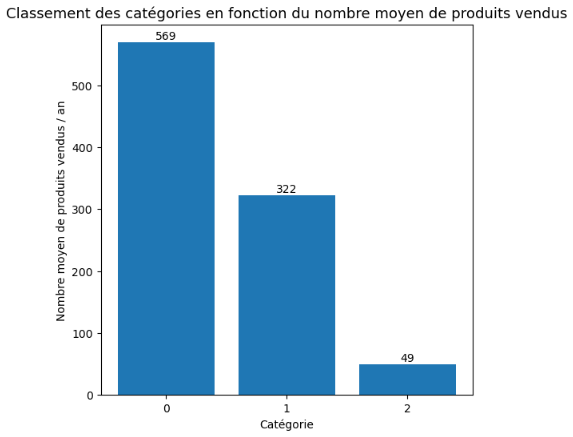 Classement des catégories en fonction du nombre moyen de produits vendus
569
322
49
Nombre moyen de produits vendus / an
500
400
300
200
100
0
0 1 2
Catégorie